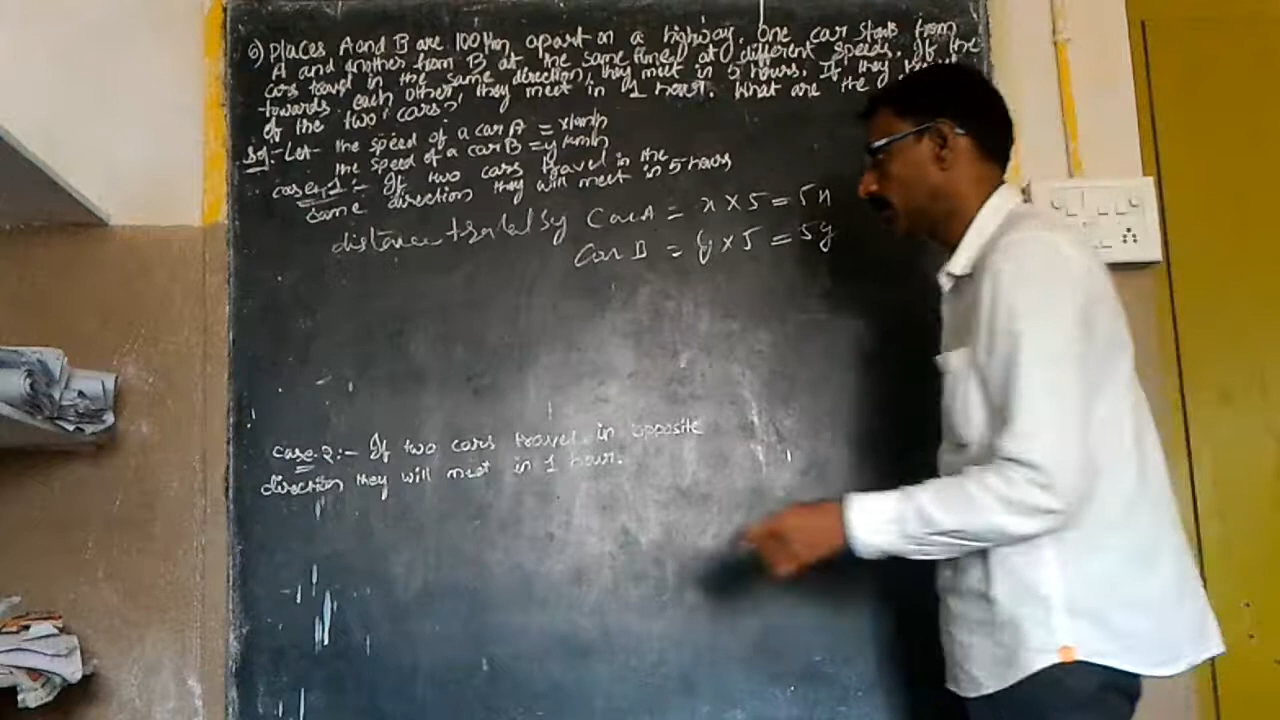 6) Places A and B are 100 km apart on a highway. One car starts from
A and another from B at the same time at different speeds. If the
cars travel in the same direction, they meet in 5 hours. If they travel
towards each other, they meet in 1 hour. What are the
of the two cars?
Sol:- Let the speed of a car A = x km/h
the speed of a car B = y km/h
case 1:- If two cars travel in the
same direction they will meet in 5 hours
distance traveled by Car A = x × 5 = 5x
Car B = y × 5 = 5y
case 2:- If two cars travel in opposite
direction they will meet in 1 hour.